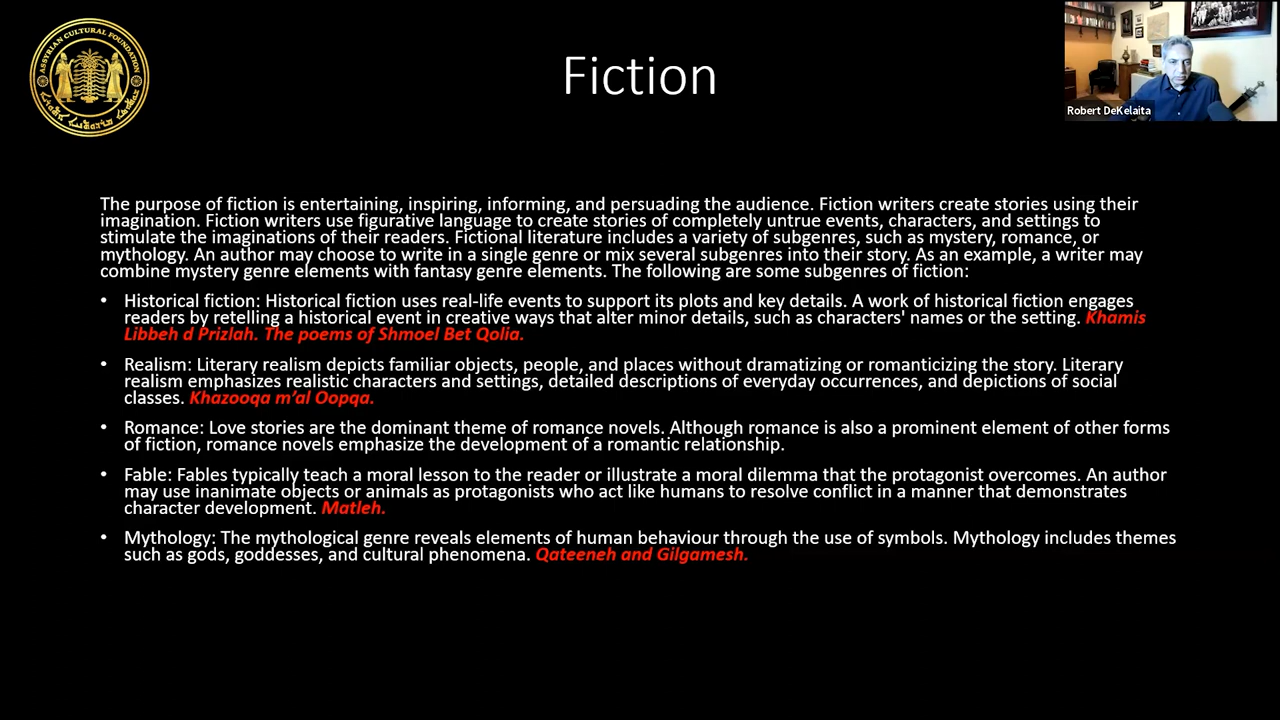 ASSYRIAN CULTURAL FOUNDATION
Fiction
Robert DeKelaita
The purpose of fiction is entertaining, inspiring, informing, and persuading the audience. Fiction writers create stories using their
imagination. Fiction writers use figurative language to create stories of completely untrue events, characters, and settings to
stimulate the imaginations of their readers. Fictional literature includes a variety of subgenres, such as mystery, romance, or
mythology. An author may choose to write in a single genre or mix several subgenres into their story. As an example, a writer may
combine mystery genre elements with fantasy genre elements. The following are some subgenres of fiction:
• Historical fiction: Historical fiction uses real-life events to support its plots and key details. A work of historical fiction engages
readers by retelling a historical event in creative ways that alter minor details, such as characters' names or the setting. Khamis
Libbeh d Prizlah. The poems of Shmoel Bet Qolia.
• Realism: Literary realism depicts familiar objects, people, and places without dramatizing or romanticizing the story. Literary
realism emphasizes realistic characters and settings, detailed descriptions of everyday occurrences, and depictions of social
classes. Khazooqa m'al Oopqa.
• Romance: Love stories are the dominant theme of romance novels. Although romance is also a prominent element of other forms
of fiction, romance novels emphasize the development of a romantic relationship.
• Fable: Fables typically teach a moral lesson to the reader or illustrate a moral dilemma that the protagonist overcomes. An author
may use inanimate objects or animals as protagonists who act like humans to resolve conflict in a manner that demonstrates
character development. Matleh.
• Mythology: The mythological genre reveals elements of human behaviour through the use of symbols. Mythology includes themes
such as gods, goddesses, and cultural phenomena. Qateeneh and Gilgamesh.